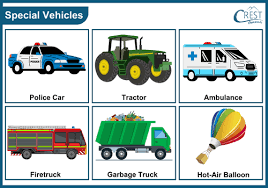 Special Vehicles
CREST
Police Car
Tractor
Ambulance
Firetruck
Garbage Truck
Hot-Air Balloon